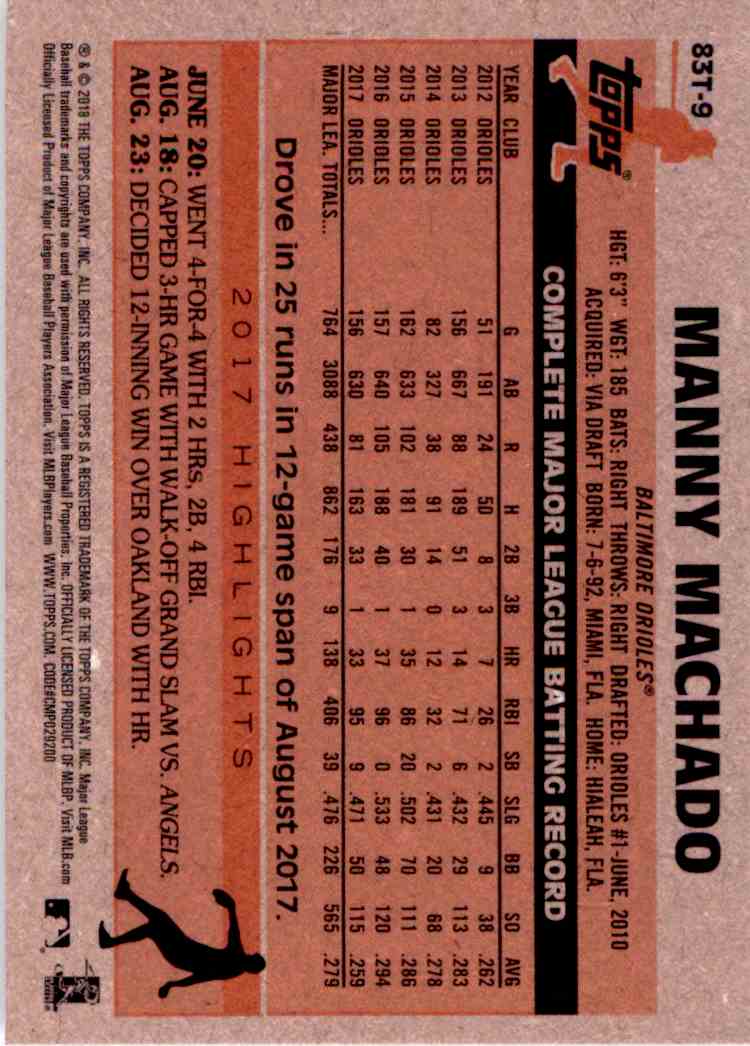 83T-9
topps®
MANNY MACHADO
BALTIMORE ORIOLES®
HGT: 6'3" WGT: 185 BATS: RIGHT THROWS: RIGHT DRAFTED: ORIOLES #1-JUNE, 2010
ACQUIRED: VIA DRAFT BORN: 7-6-92, MIAMI, FLA. HOME: HIALEAH, FLA.
COMPLETE MAJOR LEAGUE BATTING RECORD
YEAR CLUB G AB R H 2B 3B HR RBI SB SLG BB SO AVG
2012 ORIOLES 51 191 24 50 8 3 7 26 2 .445 9 38 .262
2013 ORIOLES 156 667 88 189 51 3 14 71 6 .432 29 113 .283
2014 ORIOLES 82 327 38 91 14 0 12 32 2 .431 20 68 .278
2015 ORIOLES 162 633 102 181 30 1 35 86 20 .502 70 111 .286
2016 ORIOLES 157 640 105 188 40 1 37 96 0 .533 48 120 .294
2017 ORIOLES 156 630 81 163 33 1 33 95 9 .471 50 115 .259
MAJOR LEA. TOTALS... 764 3088 438 862 176 9 138 406 39 .476 226 565 .279
Drove in 25 runs in 12-game span of August 2017.
2017 HIGHLIGHTS
JUNE 20: WENT 4-FOR-4 WITH 2 HRs, 2B, 4 RBI.
AUG. 18: CAPPED 3-HR GAME WITH WALK-OFF GRAND SLAM VS. ANGELS.
AUG. 23: DECIDED 12-INNING WIN OVER OAKLAND WITH HR.
® & © 2018 THE TOPPS COMPANY, INC. ALL RIGHTS RESERVED. TOPPS IS A REGISTERED TRADEMARK OF THE TOPPS COMPANY, INC. Major League
Baseball trademarks and copyrights are used with permission of Major League Baseball Properties, Inc. OFFICIALLY LICENSED PRODUCT OF MLBP. Visit MLB.com
Officially Licensed Product of Major League Baseball Players Association. Visit MLBPlayers.com WWW.TOPPS.COM. CODE#CMP029200